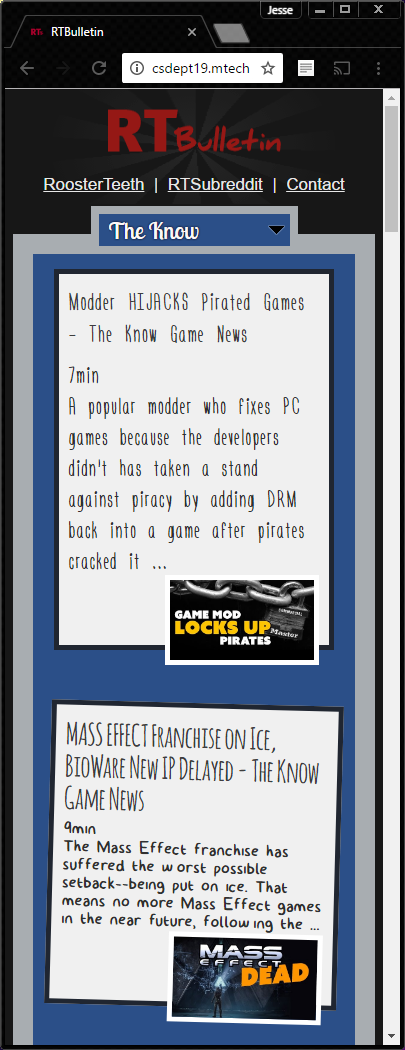 Jesse
RT RTBulletin
csdept19.mtech
RTBulletin
RoosterTeeth | RTSubreddit | Contact
The Know
Modder HIJACKS Pirated Games
- The Know Game News
7min
A popular modder who fixes PC
games because the developers
didn't has taken a stand
against piracy by adding DRM
back into a game after pirates
cracked it ...
GAME MOD
LOCKS UP
PIRATES
Master
MASS EFFECT FRANCHISE ON ICE,
BIOWARE NEW IP DELAYED - THE KNOW
GAME NEWS
9min
The Mass Effect franchise has
suffered the worst possible
setback--being put on ice. That
means no more Mass Effect games
in the near future, following the ...
MASS
EFFECT
DEAD